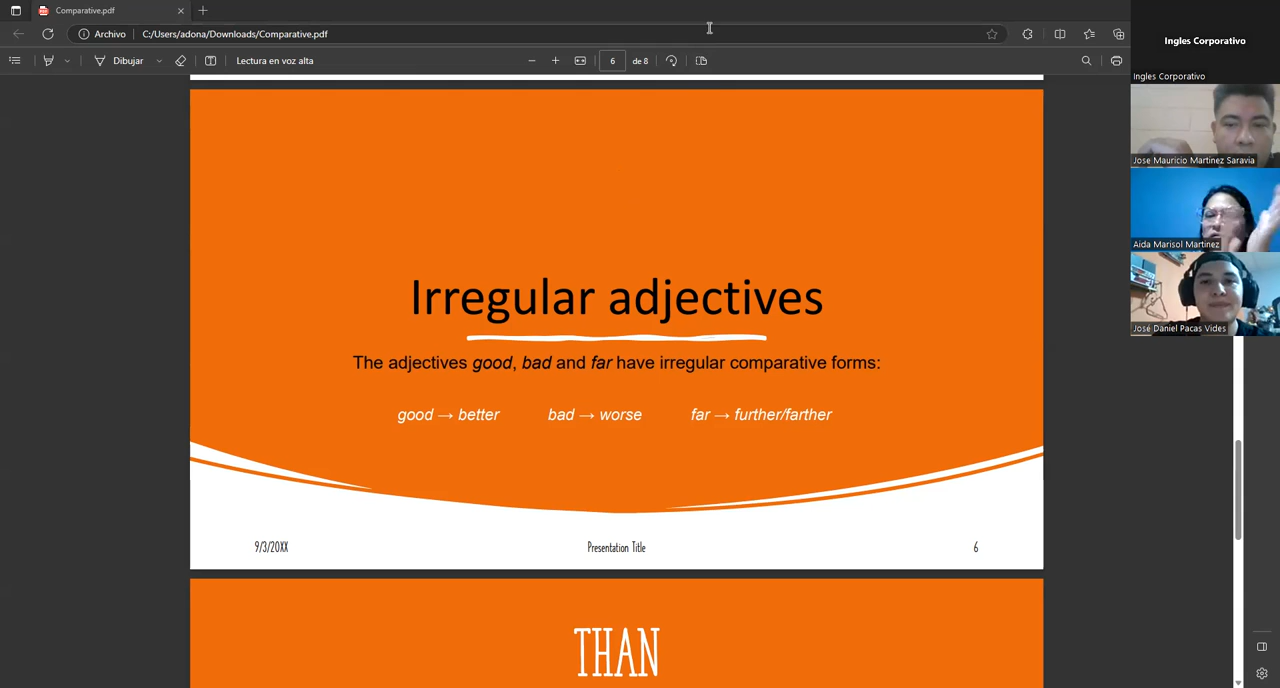 Comparative.pdf
Archivo
C:/Users/adona/Downloads/Comparative.pdf
Dibujar
Lectura en voz alta
6
de 8
Irregular adjectives
The adjectives good, bad and far have irregular comparative forms:
good → better bad → worse far → further/farther
9/3/20XX
Presentation Title
6
THAN
Ingles Corporativo
Ingles Corporativo
Jose Mauricio Martinez Saravia
Aida Marisol Martinez
José Daniel Pacas Vides